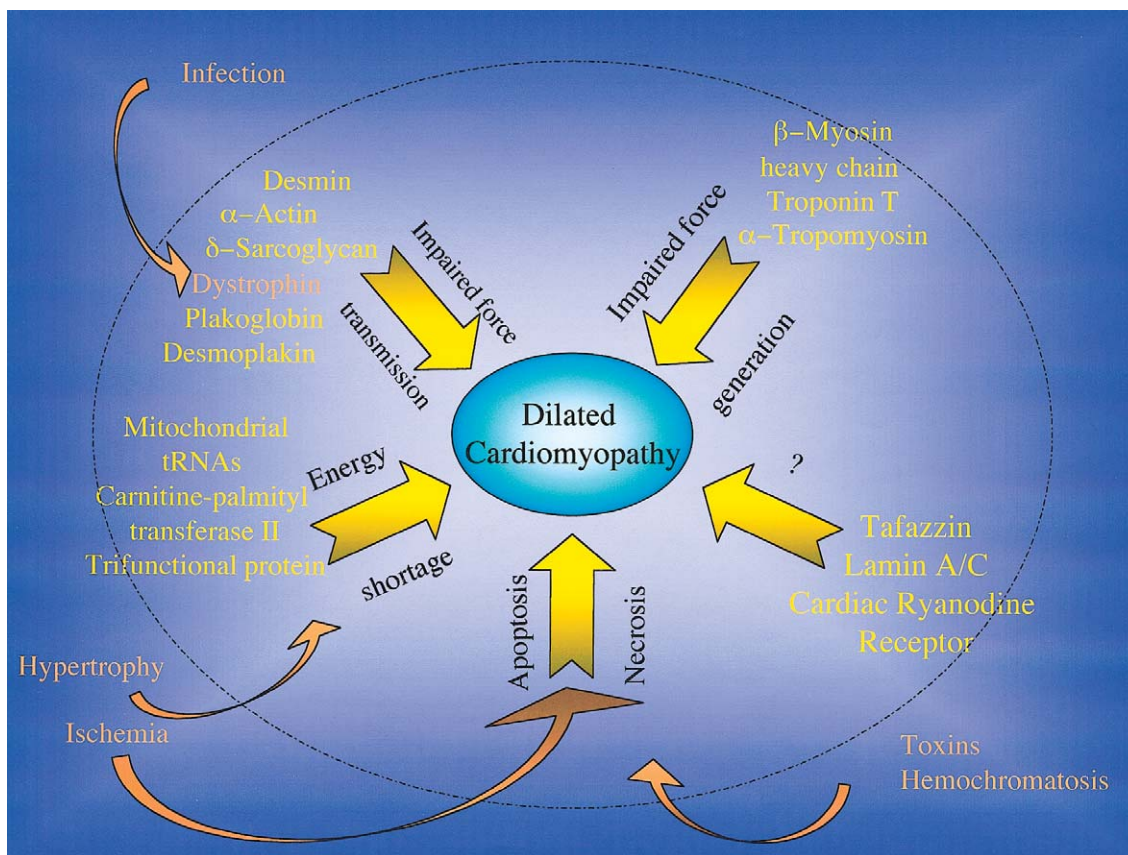 Infection
Desmin
α–Actin
δ–Sarcoglycan
Dystrophin
Plakoglobin
Desmoplakin
Impaired force
transmission
β–Myosin
heavy chain
Troponin T
α–Tropomyosin
Impaired force
generation
Dilated
Cardiomyopathy
Mitochondrial
tRNAs
Carnitine-palmityl
transferase II
Trifunctional protein
Energy
shortage
?
Tafazzin
Lamin A/C
Cardiac Ryanodine
Receptor
Apoptosis
Necrosis
Hypertrophy
Ischemia
Toxins
Hemochromatosis